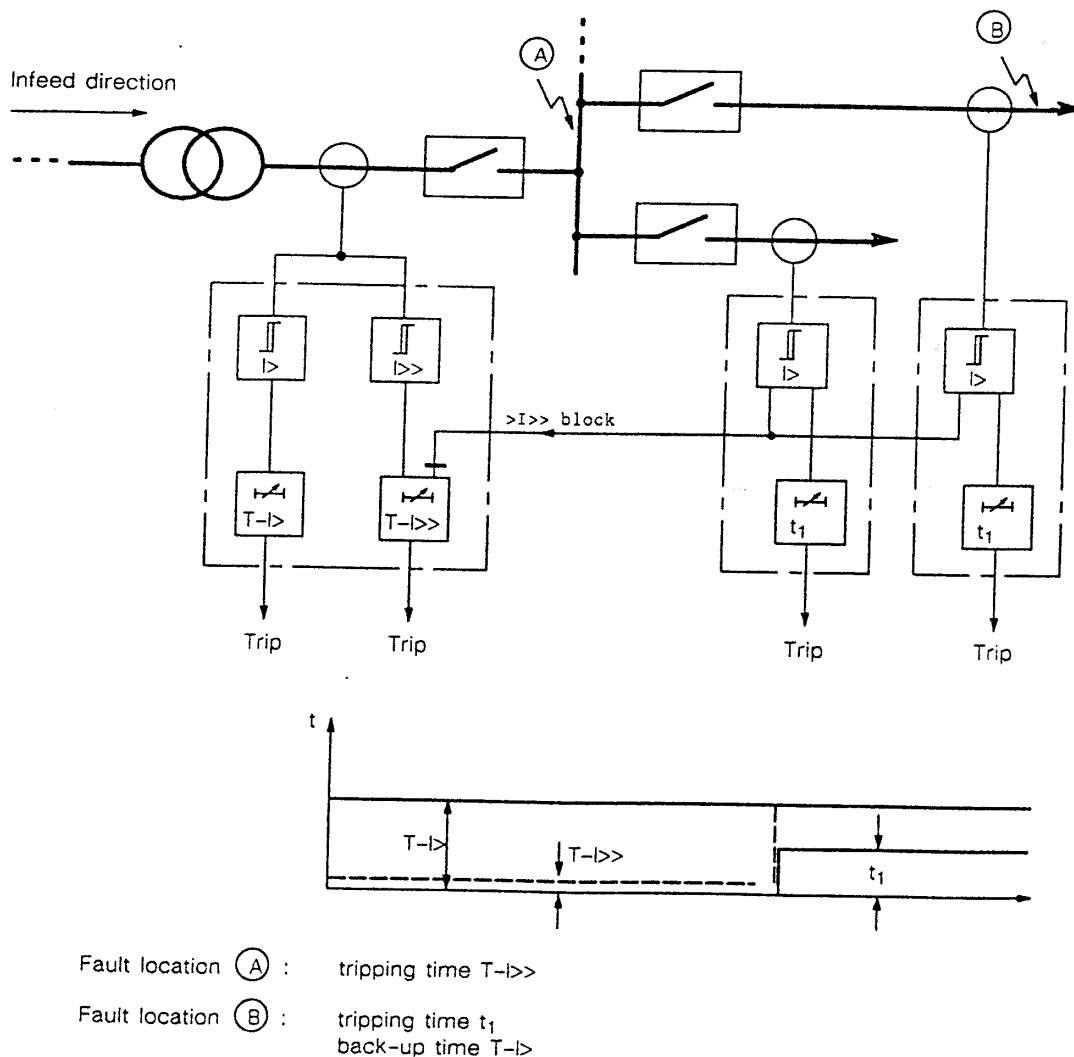 A
B
Infeed direction
I>
I>>
I>
I>
>I>> block
T-I>
T-I>>
t1
t1
Trip
Trip
Trip
Trip
t
T-I>
T-I>>
t1
Fault location A : tripping time T-I>>
Fault location B : tripping time t1
back-up time T-I>